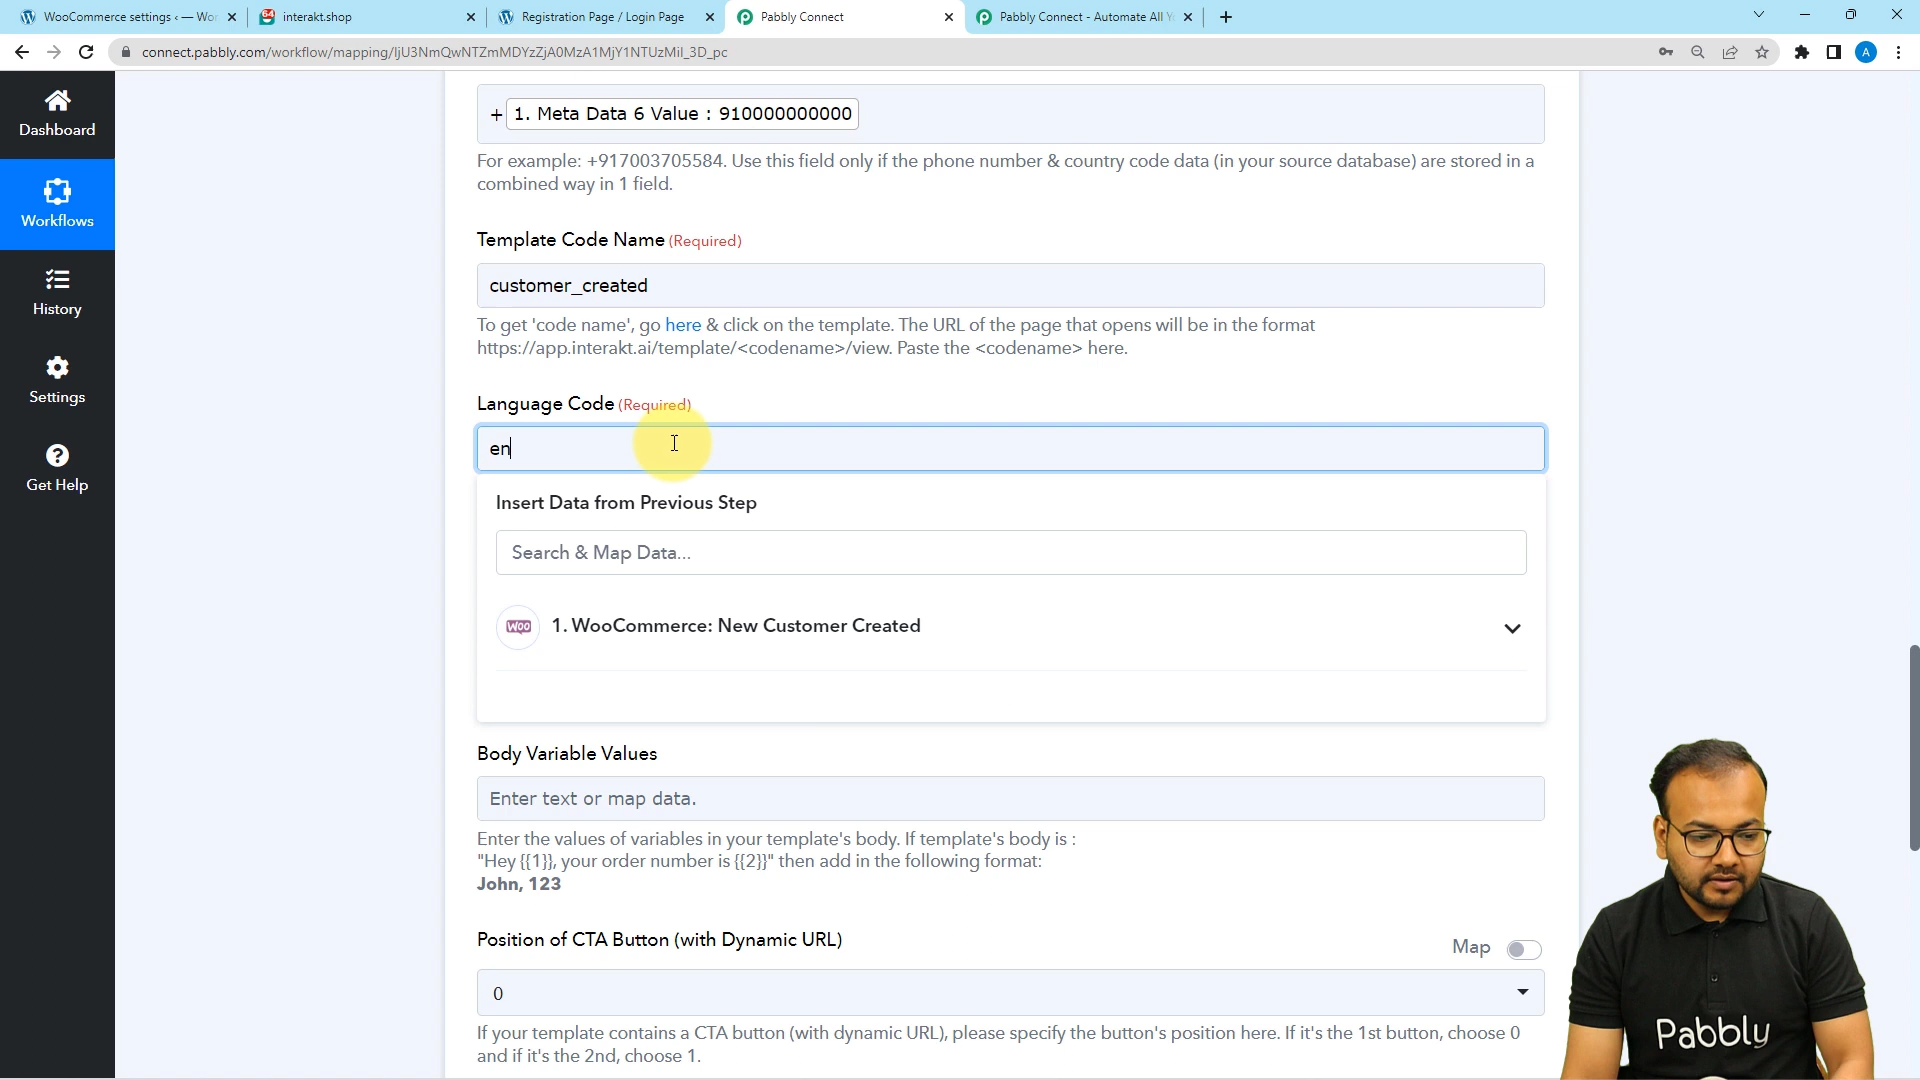 WooCommerce settings ‹ — Wor
interakt.shop
Registration Page / Login Page
Pabbly Connect
Pabbly Connect - Automate All Y
connect.pabbly.com/workflow/mapping/IjU3NmQwNTZmMDYzZjA0MzA1MjY1NTUzMiI_3D_pc
A
Dashboard
Workflows
History
Settings
Get Help
+ 1. Meta Data 6 Value : 910000000000
For example: +917003705584. Use this field only if the phone number & country code data (in your source database) are stored in a
combined way in 1 field.
Template Code Name (Required)
customer_created
To get 'code name', go here & click on the template. The URL of the page that opens will be in the format
https://app.interakt.ai/template/<codename>/view. Paste the <codename> here.
Language Code (Required)
en
Insert Data from Previous Step
Search & Map Data...
Woo
1. WooCommerce: New Customer Created
Body Variable Values
Enter text or map data.
Enter the values of variables in your template's body. If template's body is :
"Hey {{1}}, your order number is {{2}}" then add in the following format:
John, 123
Position of CTA Button (with Dynamic URL)
Map
0
If your template contains a CTA button (with dynamic URL), please specify the button's position here. If it's the 1st button, choose 0
and if it's the 2nd, choose 1.
Pabbly